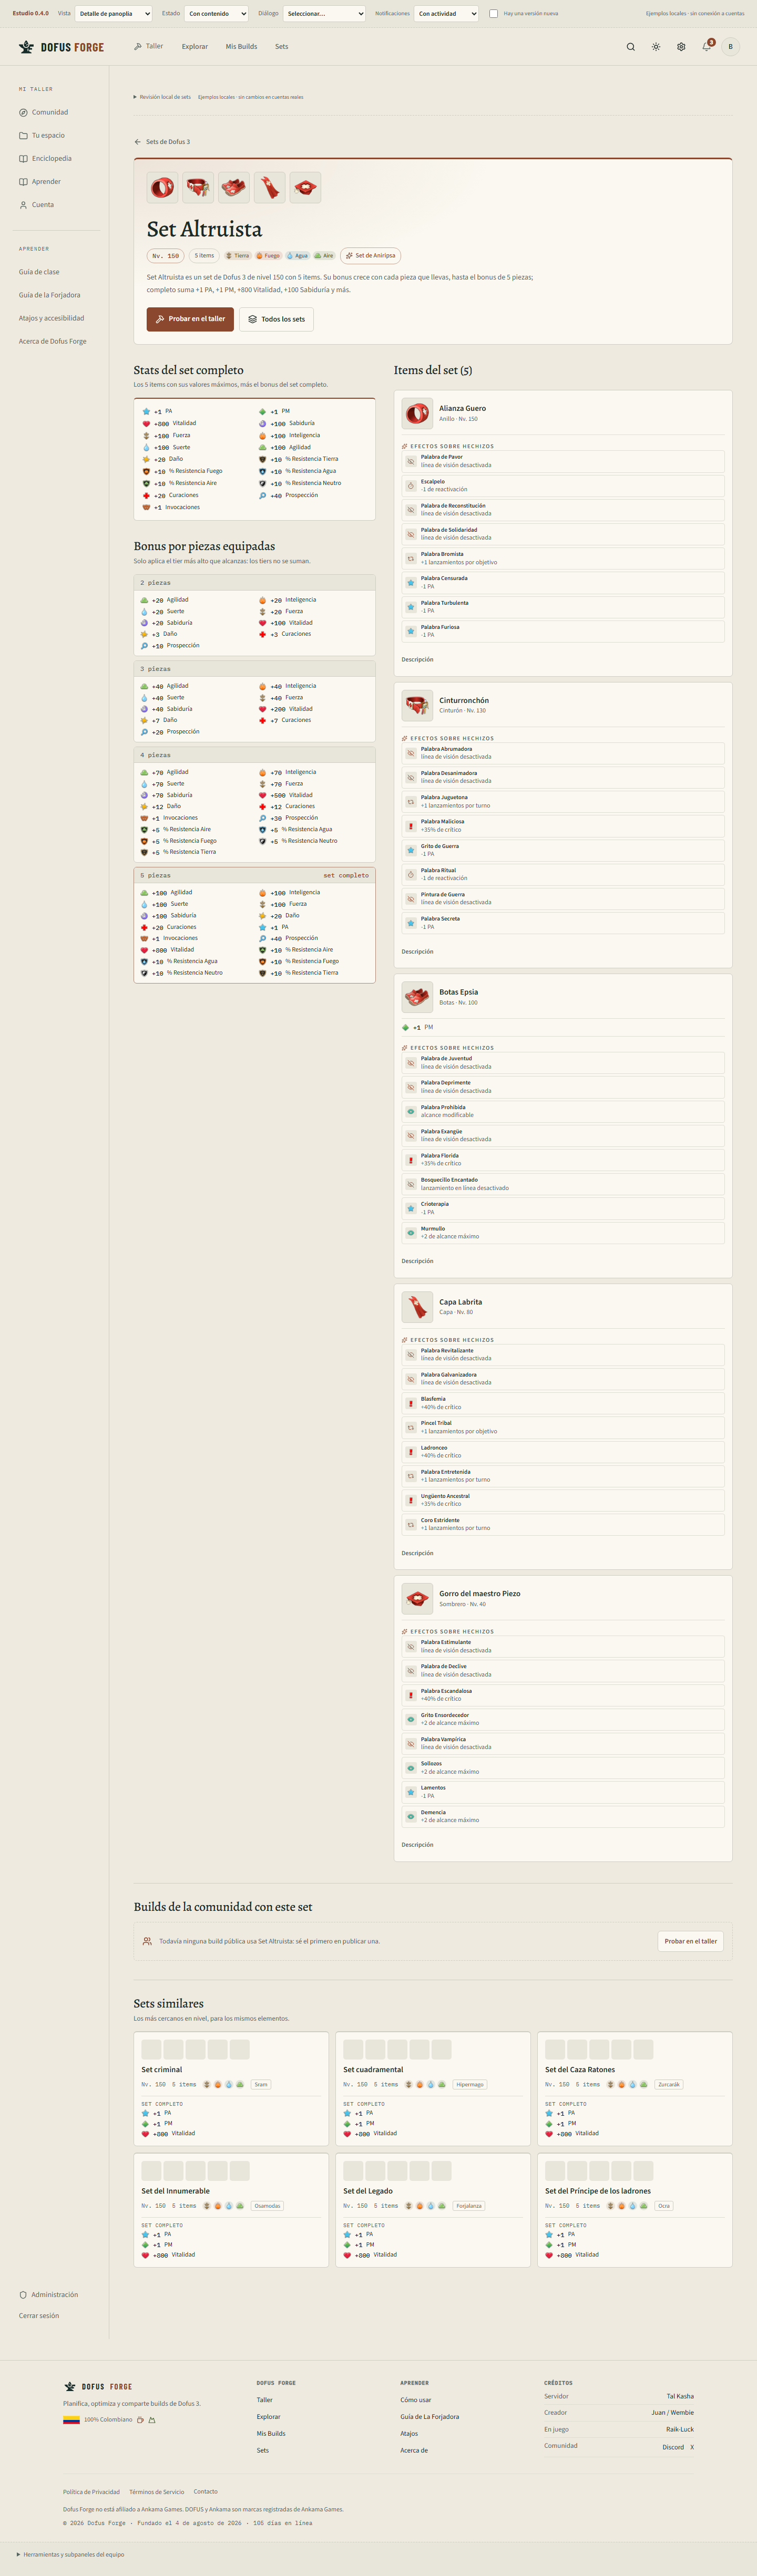 Estudio 0.4.0 Vista Detalle de panoplia Estado Con contenido Diálogo Seleccionar... Notificaciones Con actividad Hay una versión nueva Ejemplos locales · sin conexión a cuentas
DOFUS FORGE Taller Explorar Mis Builds Sets 3 B
MI TALLER
Comunidad
Tu espacio
Enciclopedia
Aprender
Cuenta
APRENDER
Guía de clase
Guía de la Forjadora
Atajos y accesibilidad
Acerca de Dofus Forge
Administración
Cerrar sesión
Revisión local de sets Ejemplos locales · sin cambios en cuentas reales
Sets de Dofus 3
Set Altruista
Nv. 150 5 items Tierra Fuego Agua Aire Set de Aniripsa
Set Altruista es un set de Dofus 3 de nivel 150 con 5 items. Su bonus crece con cada pieza que llevas, hasta el bonus de 5 piezas;
completo suma +1 PA, +1 PM, +800 Vitalidad, +100 Sabiduría y más.
Probar en el taller Todos los sets
Stats del set completo
Los 5 items con sus valores máximos, más el bonus del set completo.
+1 PA +1 PM
+800 Vitalidad +100 Sabiduría
+100 Fuerza +100 Inteligencia
+100 Suerte +100 Agilidad
+20 Daño +10 % Resistencia Tierra
+10 % Resistencia Fuego +10 % Resistencia Agua
+10 % Resistencia Aire +10 % Resistencia Neutro
+20 Curaciones +40 Prospección
+1 Invocaciones
Bonus por piezas equipadas
Solo aplica el tier más alto que alcanzas: los tiers no se suman.
2 piezas
+20 Agilidad +20 Inteligencia
+20 Suerte +20 Fuerza
+20 Sabiduría +100 Vitalidad
+3 Daño +3 Curaciones
+10 Prospección
3 piezas
+40 Agilidad +40 Inteligencia
+40 Suerte +40 Fuerza
+40 Sabiduría +200 Vitalidad
+7 Daño +7 Curaciones
+20 Prospección
4 piezas
+70 Agilidad +70 Inteligencia
+70 Suerte +70 Fuerza
+70 Sabiduría +500 Vitalidad
+12 Daño +12 Curaciones
+1 Invocaciones +30 Prospección
+5 % Resistencia Aire +5 % Resistencia Agua
+5 % Resistencia Fuego +5 % Resistencia Neutro
+5 % Resistencia Tierra
5 piezas set completo
+100 Agilidad +100 Inteligencia
+100 Suerte +100 Fuerza
+100 Sabiduría +20 Daño
+20 Curaciones +1 PA
+1 Invocaciones +40 Prospección
+800 Vitalidad +10 % Resistencia Aire
+10 % Resistencia Agua +10 % Resistencia Fuego
+10 % Resistencia Neutro +10 % Resistencia Tierra
Items del set (5)
Alianza Guero
Anillo · Nv. 150
EFECTOS SOBRE HECHIZOS
Palabra de Pavor
línea de visión desactivada
Escalpelo
-1 de reactivación
Palabra de Reconstitución
línea de visión desactivada
Palabra de Solidaridad
línea de visión desactivada
Palabra Bromista
+1 lanzamientos por objetivo
Palabra Censurada
-1 PA
Palabra Turbulenta
-1 PA
Palabra Furiosa
-1 PA
Descripción
Cinturronchón
Cinturón · Nv. 130
EFECTOS SOBRE HECHIZOS
Palabra Abrumadora
línea de visión desactivada
Palabra Desanimadora
línea de visión desactivada
Palabra Juguetona
+1 lanzamientos por turno
Palabra Maliciosa
+35% de crítico
Grito de Guerra
-1 PA
Palabra Ritual
-1 de reactivación
Pintura de Guerra
línea de visión desactivada
Palabra Secreta
-1 PA
Descripción
Botas Epsia
Botas · Nv. 100
+1 PM
EFECTOS SOBRE HECHIZOS
Palabra de Juventud
línea de visión desactivada
Palabra Deprimente
línea de visión desactivada
Palabra Prohibida
alcance modificable
Palabra Exangüe
línea de visión desactivada
Palabra Florida
+35% de crítico
Bosquecillo Encantado
lanzamiento en línea desactivado
Crioterapia
-1 PA
Murmullo
+2 de alcance máximo
Descripción
Capa Labrita
Capa · Nv. 80
EFECTOS SOBRE HECHIZOS
Palabra Revitalizante
línea de visión desactivada
Palabra Galvanizadora
línea de visión desactivada
Blasfemia
+40% de crítico
Pincel Tribal
+1 lanzamientos por objetivo
Ladronceo
+40% de crítico
Palabra Entretenida
+1 lanzamientos por turno
Ungüento Ancestral
+35% de crítico
Coro Estridente
+1 lanzamientos por turno
Descripción
Gorro del maestro Piezo
Sombrero · Nv. 40
EFECTOS SOBRE HECHIZOS
Palabra Estimulante
línea de visión desactivada
Palabra de Declive
línea de visión desactivada
Palabra Escandalosa
+40% de crítico
Grito Ensordecedor
+2 de alcance máximo
Palabra Vampírica
línea de visión desactivada
Sollozos
+2 de alcance máximo
Lamentos
-1 PA
Demencia
+2 de alcance máximo
Descripción
Builds de la comunidad con este set
Todavía ninguna build pública usa Set Altruista: sé el primero en publicar una. Probar en el taller
Sets similares
Los más cercanos en nivel, para los mismos elementos.
Set criminal
Nv. 150 5 items Sram
SET COMPLETO
+1 PA
+1 PM
+800 Vitalidad
Set cuadramental
Nv. 150 5 items Hipermago
SET COMPLETO
+1 PA
+1 PM
+800 Vitalidad
Set del Caza Ratones
Nv. 150 5 items Zurcarák
SET COMPLETO
+1 PA
+1 PM
+800 Vitalidad
Set del Innumerable
Nv. 150 5 items Osamodas
SET COMPLETO
+1 PA
+1 PM
+800 Vitalidad
Set del Legado
Nv. 150 5 items Forjalanza
SET COMPLETO
+1 PA
+1 PM
+800 Vitalidad
Set del Príncipe de los ladrones
Nv. 150 5 items Ocra
SET COMPLETO
+1 PA
+1 PM
+800 Vitalidad
DOFUS FORGE
Planifica, optimiza y comparte builds de Dofus 3.
100% Colombiano
DOFUS FORGE
Taller
Explorar
Mis Builds
Sets
APRENDER
Cómo usar
Guía de La Forjadora
Atajos
Acerca de
CRÉDITOS
Servidor Tal Kasha
Creador Juan / Wembie
En juego Raik-Luck
Comunidad Discord X
Política de Privacidad Términos de Servicio Contacto
Dofus Forge no está afiliado a Ankama Games. DOFUS y Ankama son marcas registradas de Ankama Games.
© 2026 Dofus Forge · Fundado el 4 de agosto de 2026 · 105 días en línea
Herramientas y subpaneles del equipo